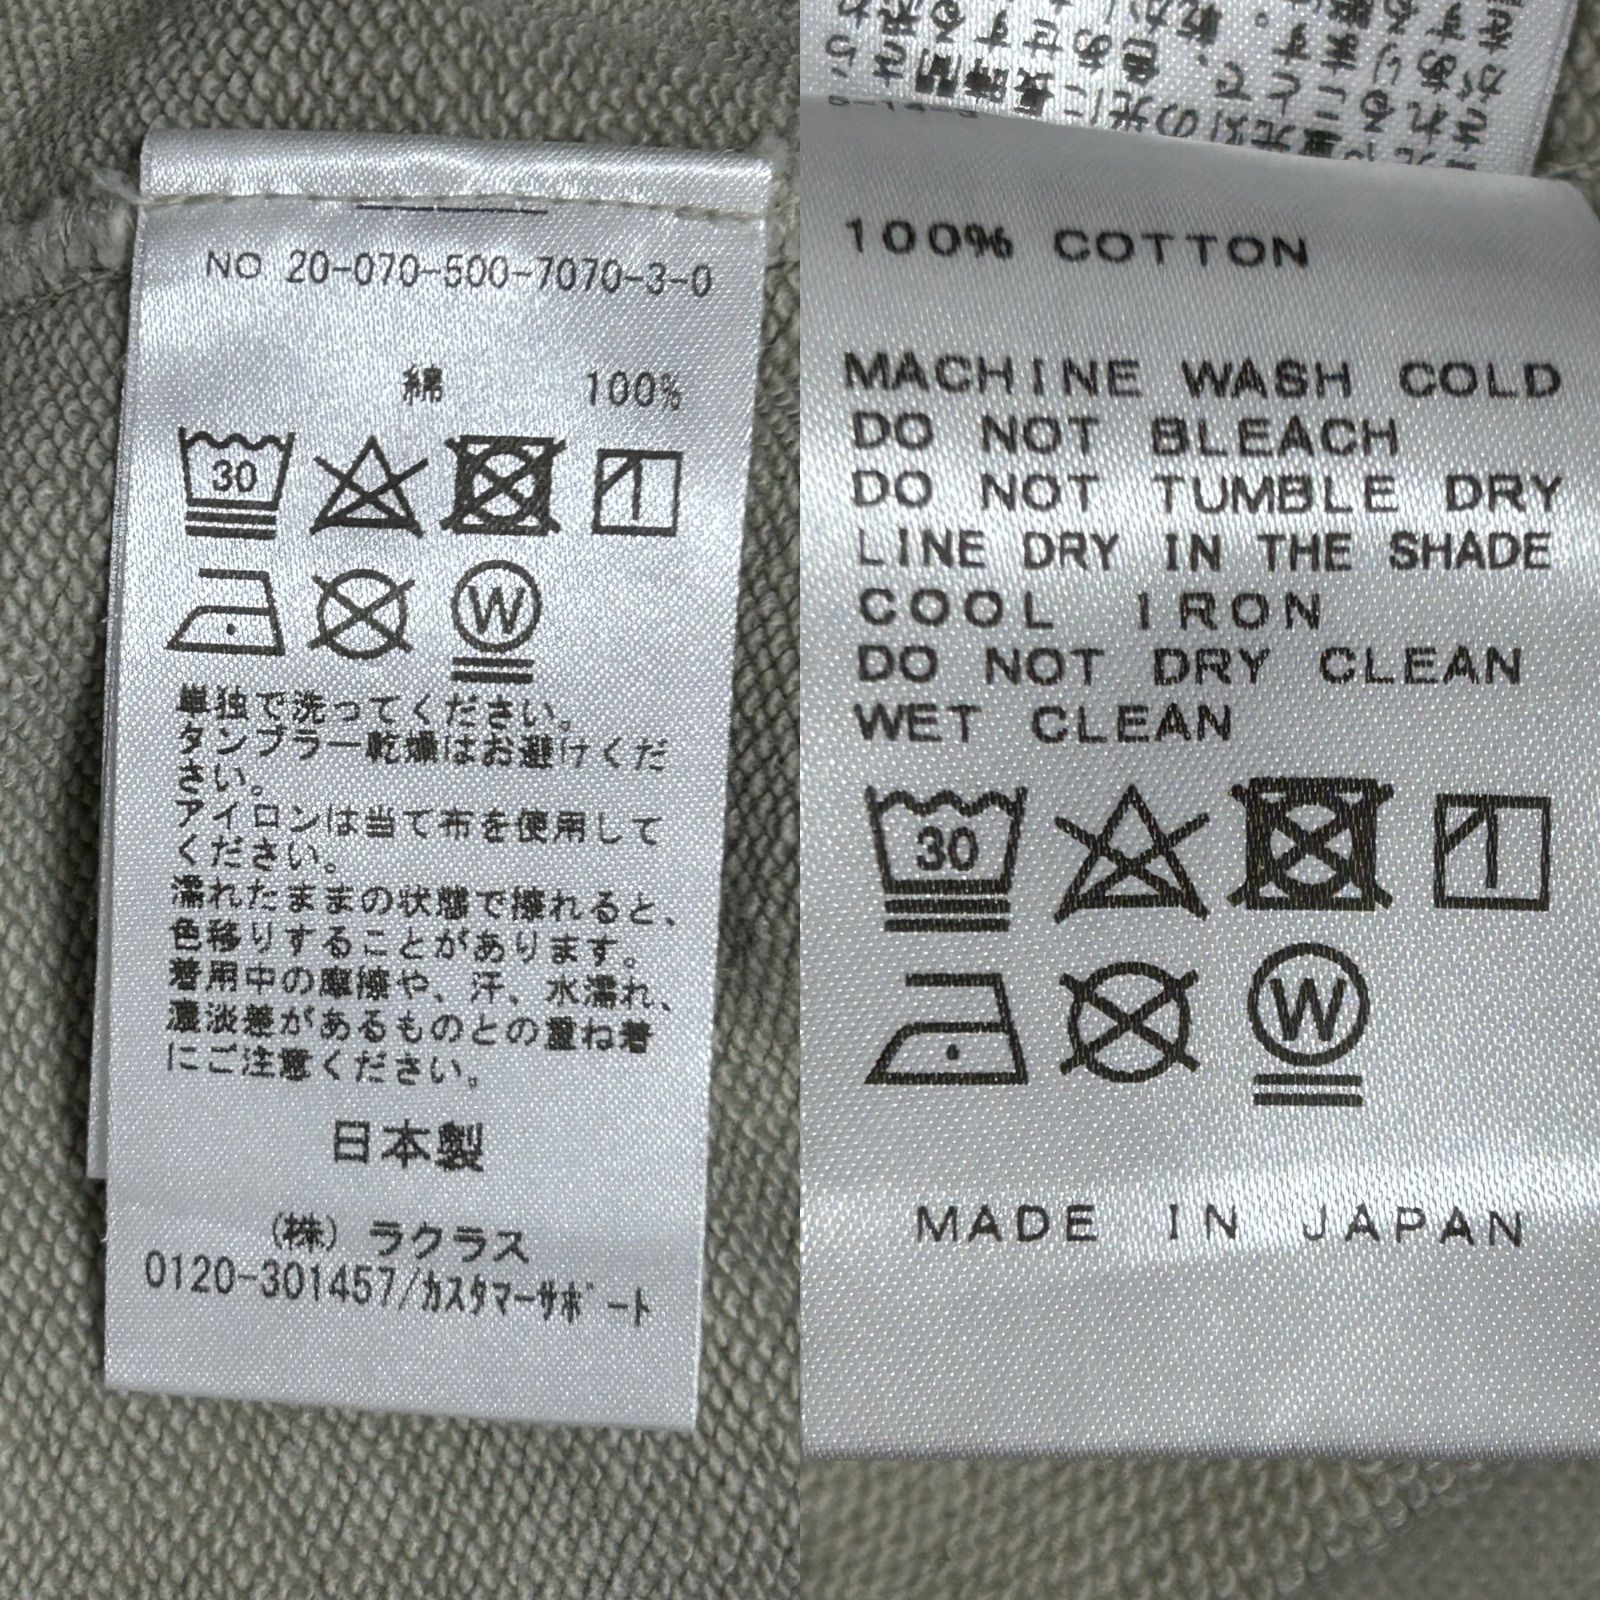 NO 20-070-500-7070-3-0
綿 100%
30
W
単独で洗ってください。
タンブラー乾燥はお避けくだ
さい。
アイロンは当て布を使用して
ください。
濡れたままの状態で擦れると、
色移りすることがあります。
着用中の摩擦や、汗、水濡れ、
濃淡差があるものとの重ね着
にご注意ください。
日本製
(株) ラクラス
0120-301457/カスタマーサポート
100% COTTON
MACHINE WASH COLD
DO NOT BLEACH
DO NOT TUMBLE DRY
LINE DRY IN THE SHADE
COOL IRON
DO NOT DRY CLEAN
WET CLEAN
30
W
MADE IN JAPAN